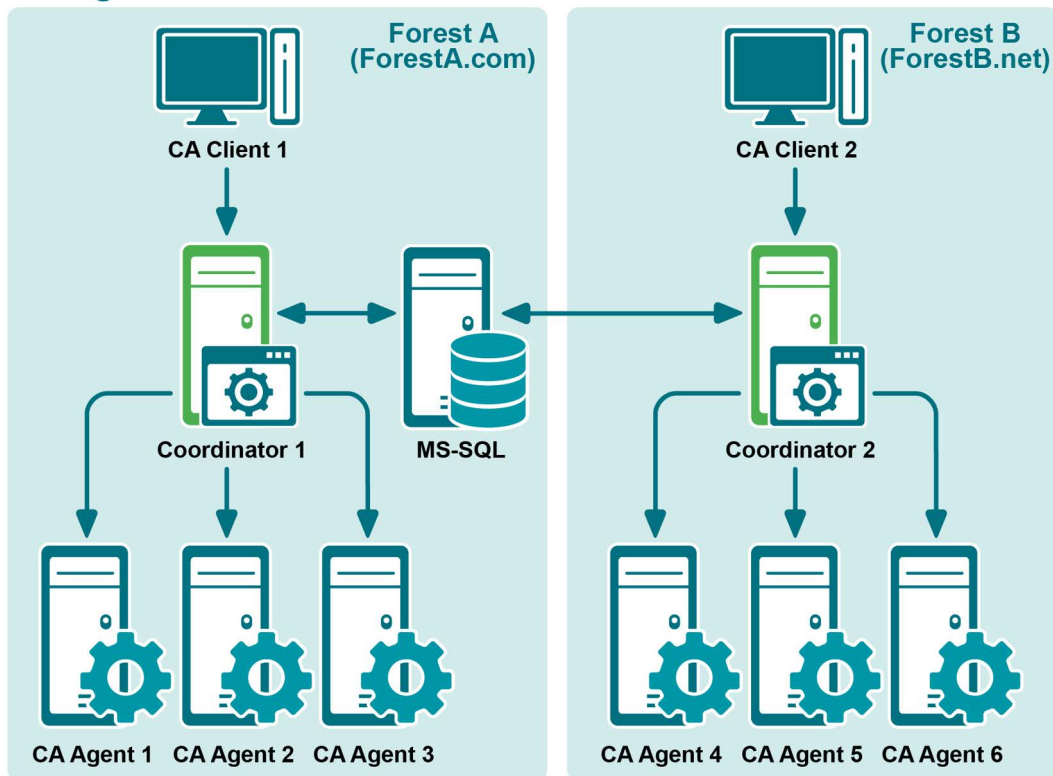 Forest A
(ForestA.com)
CA Client 1
Coordinator 1
MS-SQL
CA Agent 1
CA Agent 2
CA Agent 3
Forest B
(ForestB.net)
CA Client 2
Coordinator 2
CA Agent 4
CA Agent 5
CA Agent 6